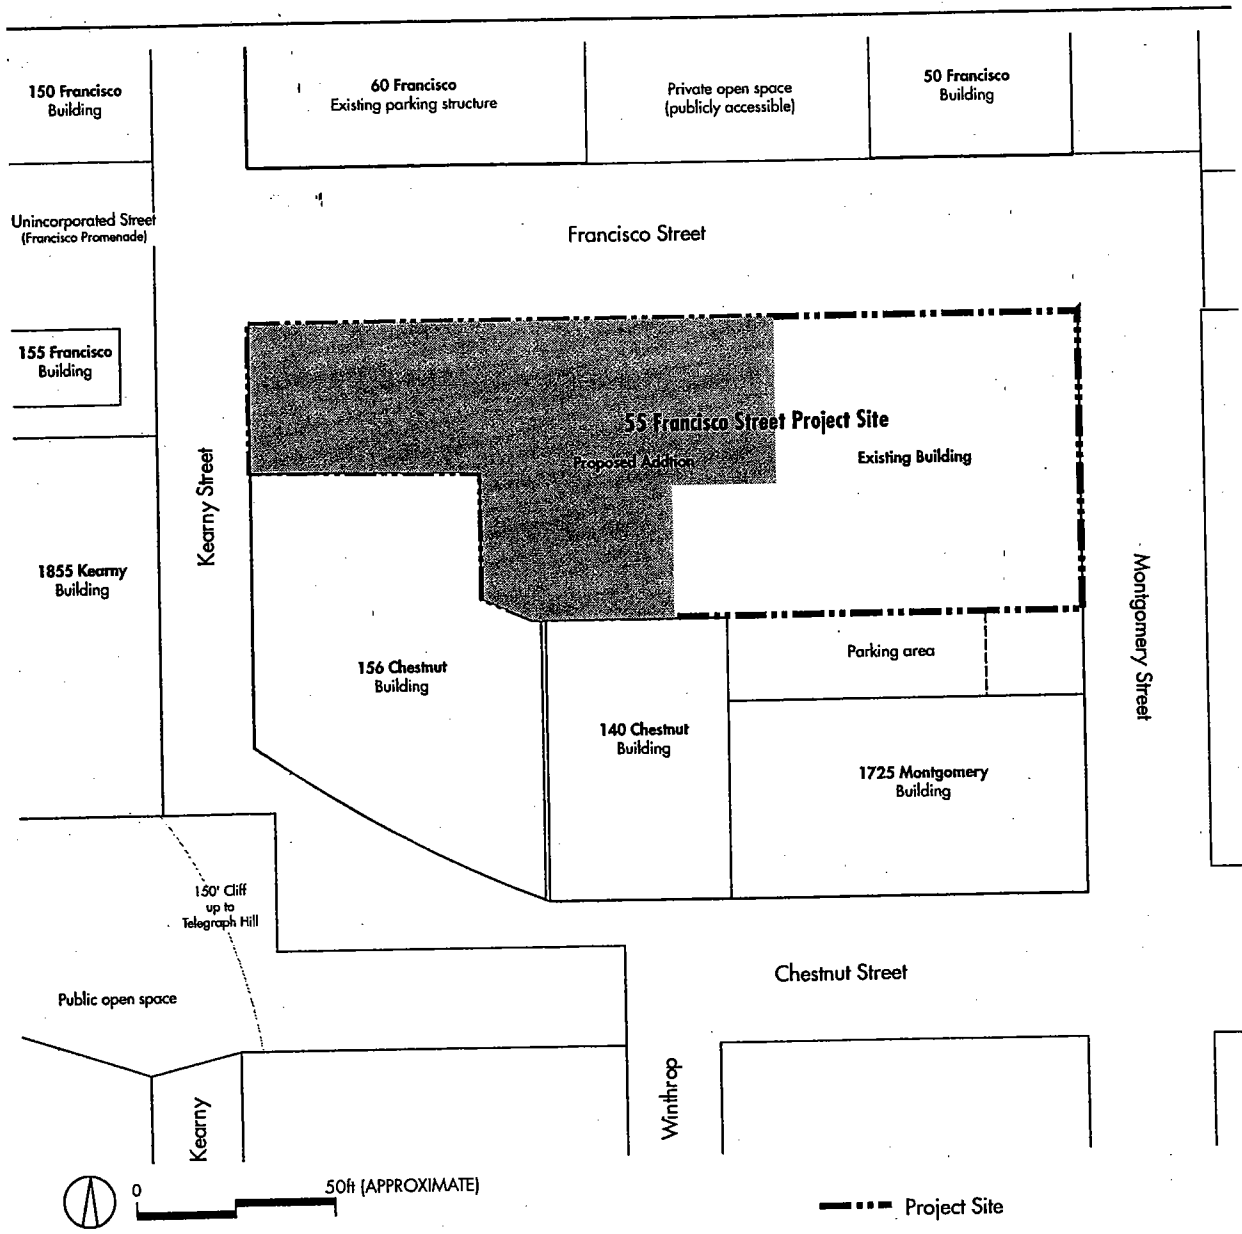 150 Francisco
Building
60 Francisco
Existing parking structure
Private open space
(publicly accessible)
50 Francisco
Building
Unincorporated Street
(Francisco Promenade)
Francisco Street
155 Francisco
Building
55 Francisco Street Project Site
Proposed Addition
Existing Building
Kearny Street
1855 Kearny
Building
Montgomery Street
156 Chestnut
Building
Parking area
140 Chestnut
Building
1725 Montgomery
Building
150' Cliff
up to
Telegraph Hill
Public open space
Chestnut Street
Kearny
Winthrop
0
50ft (APPROXIMATE)
Project Site